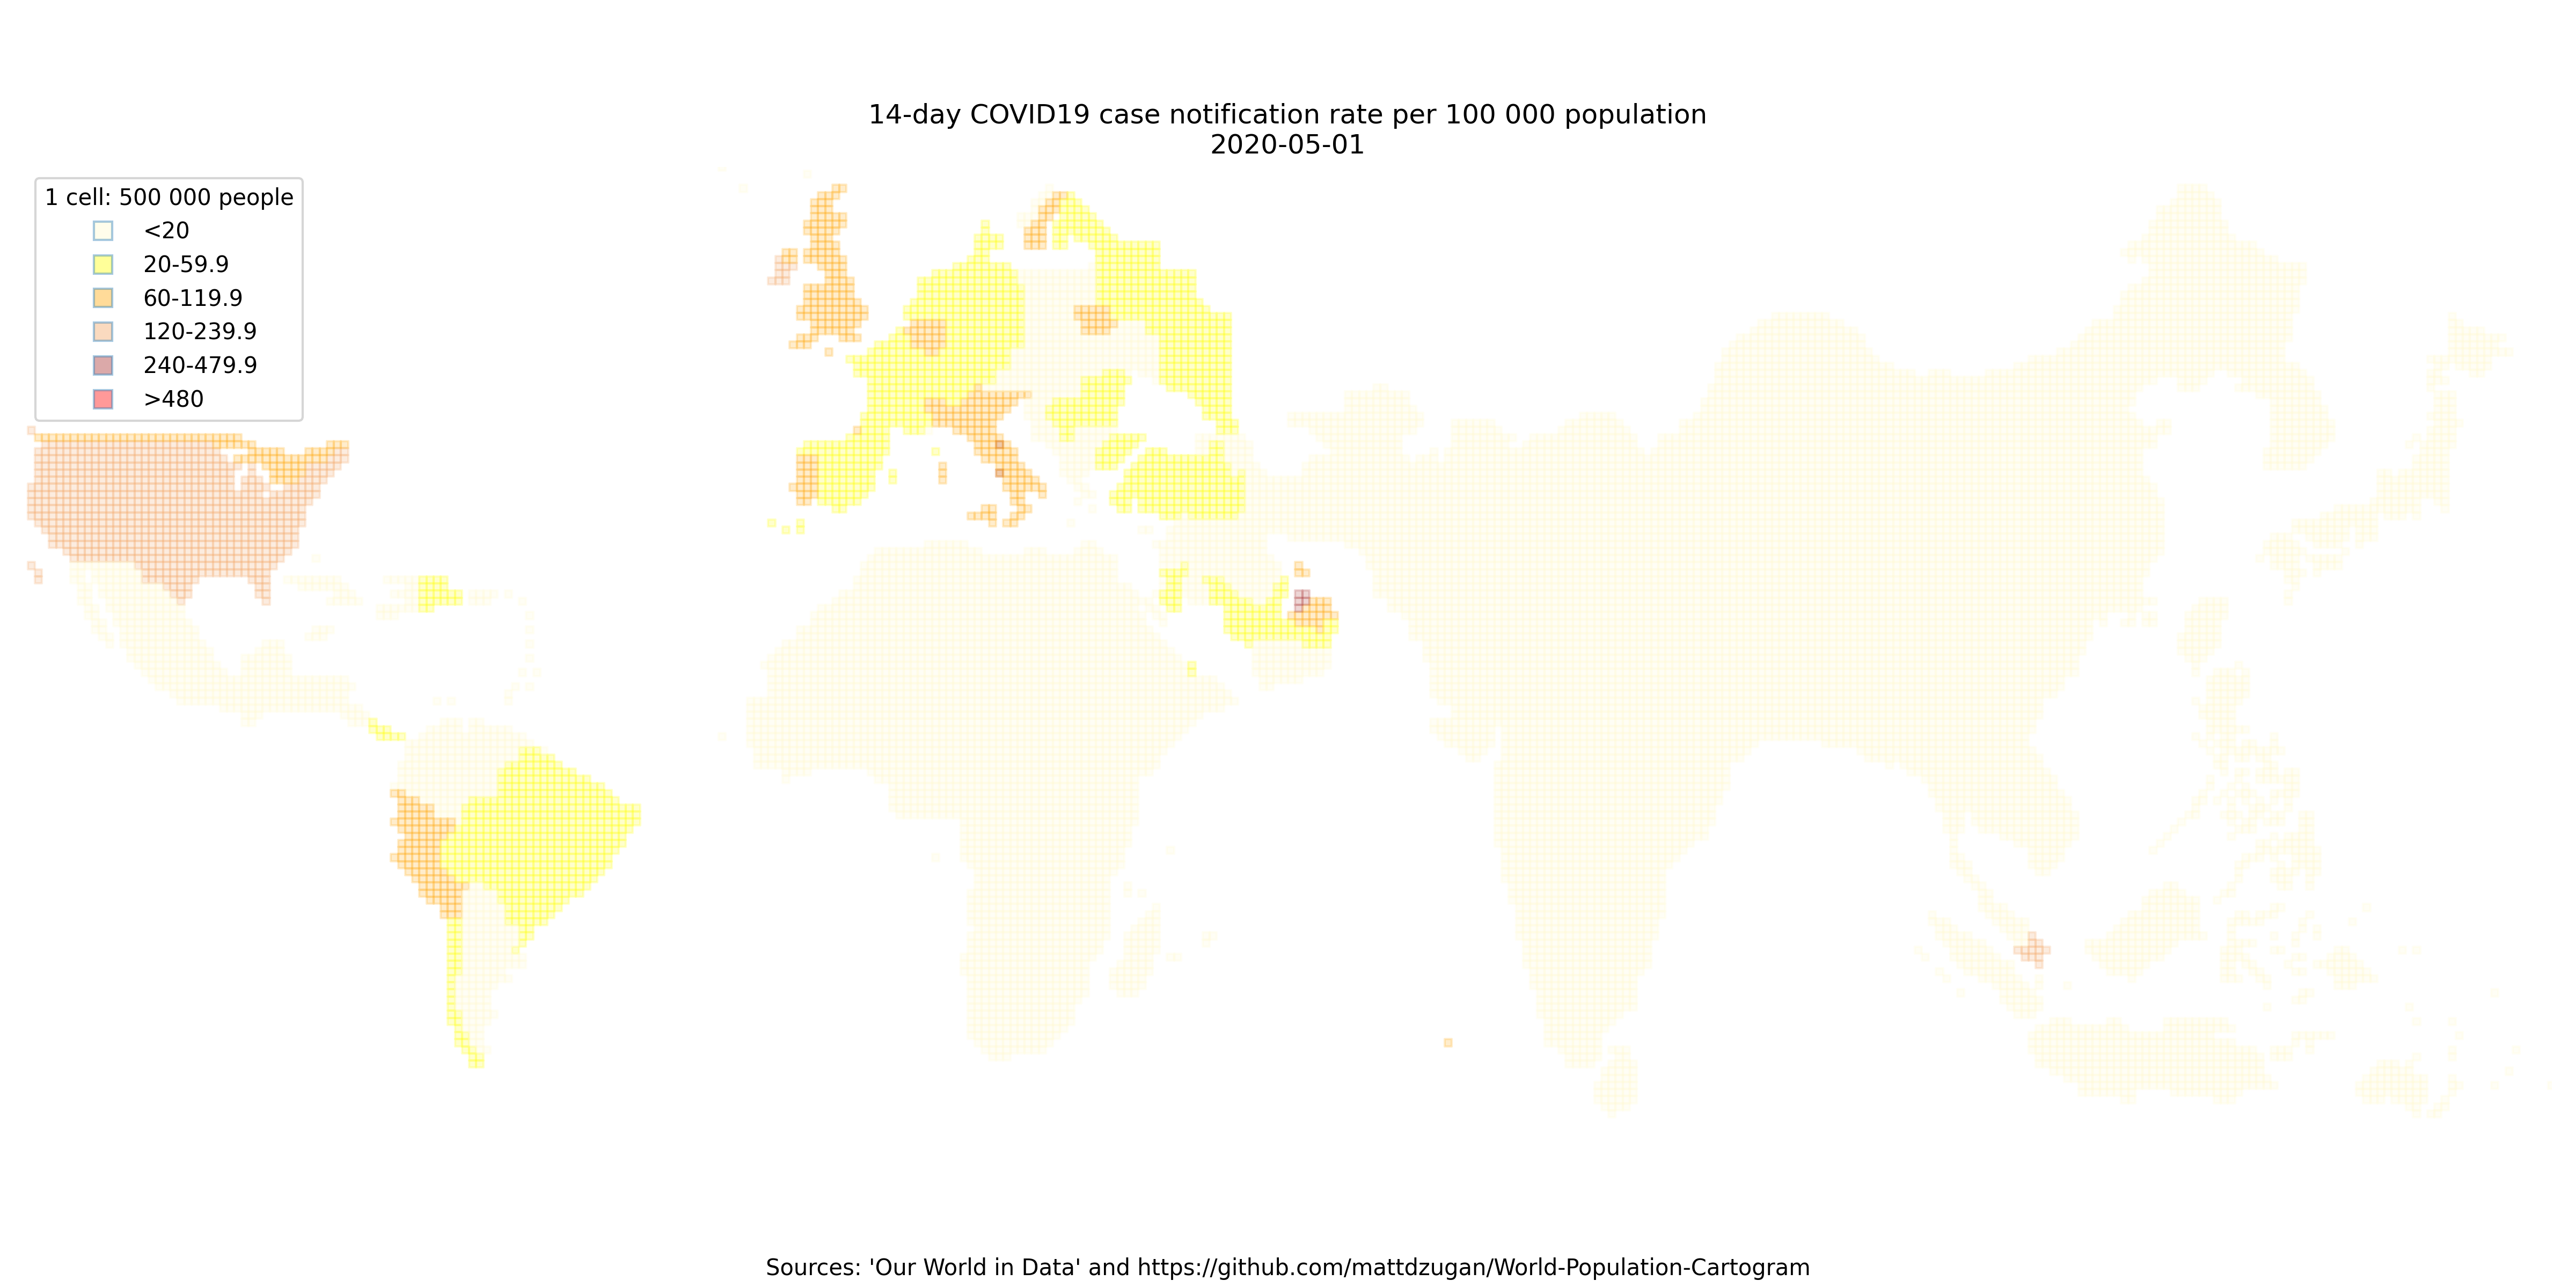 14-day COVID19 case notification rate per 100 000 population
2020-05-01
1 cell: 500 000 people
<20
20-59.9
60-119.9
120-239.9
240-479.9
>480
Sources: 'Our World in Data' and https://github.com/mattdzugan/World-Population-Cartogram